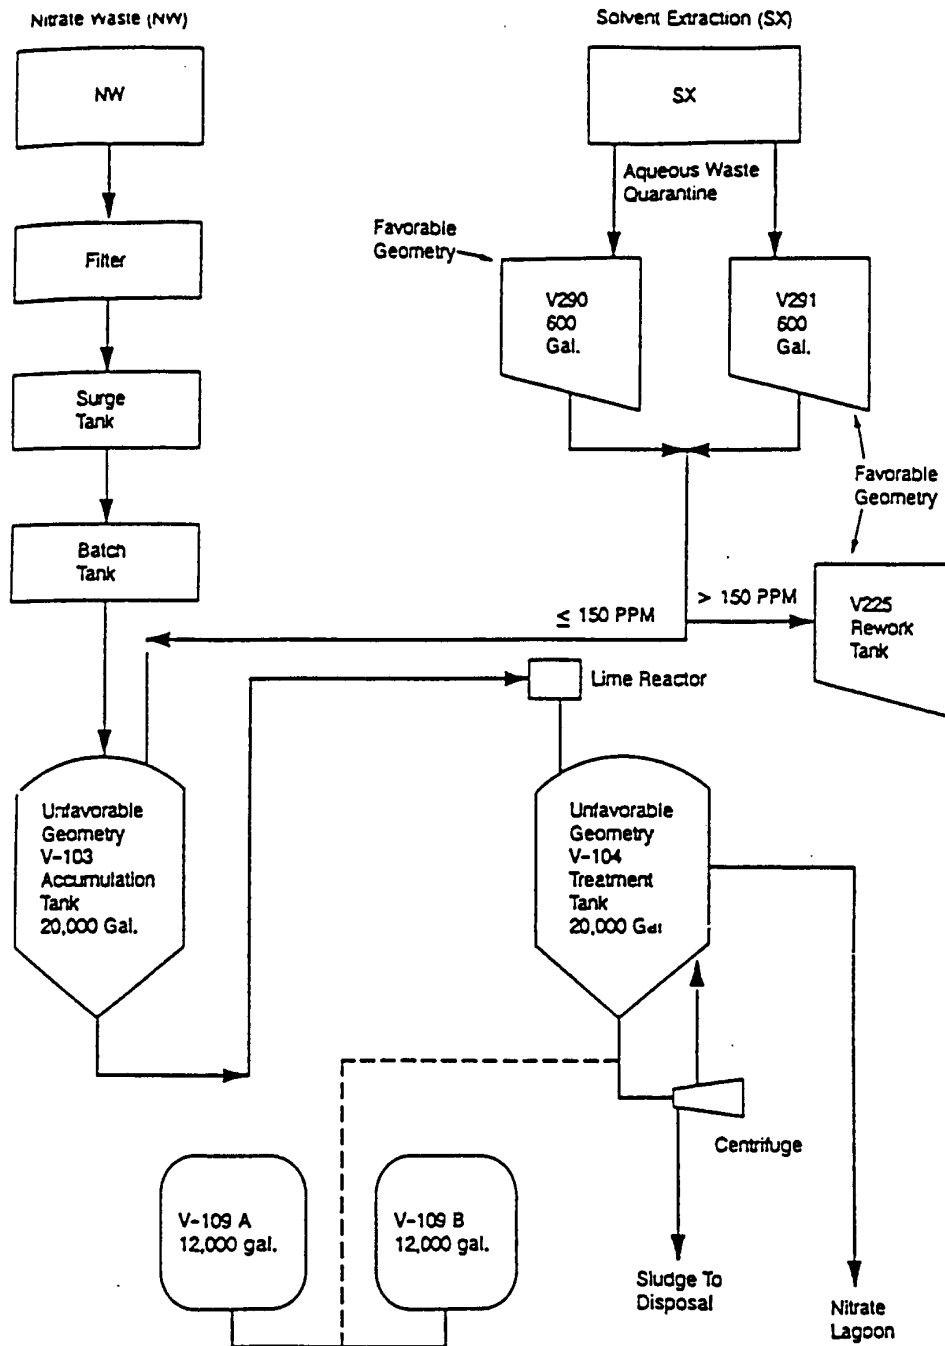 Nitrate Waste (NW)
Solvent Extraction (SX)
NW
SX
Aqueous Waste
Quarantine
Favorable
Geometry
Filter
V290
600
Gal.
V291
600
Gal.
Surge
Tank
Favorable
Geometry
Batch
Tank
≤ 150 PPM
> 150 PPM
V225
Rework
Tank
Lime Reactor
Unfavorable
Geometry
V-103
Accumulation
Tank
20,000 Gal.
Unfavorable
Geometry
V-104
Treatment
Tank
20,000 Gal
Centrifuge
V-109 A
12,000 gal.
V-109 B
12,000 gal.
Sludge To
Disposal
Nitrate
Lagoon